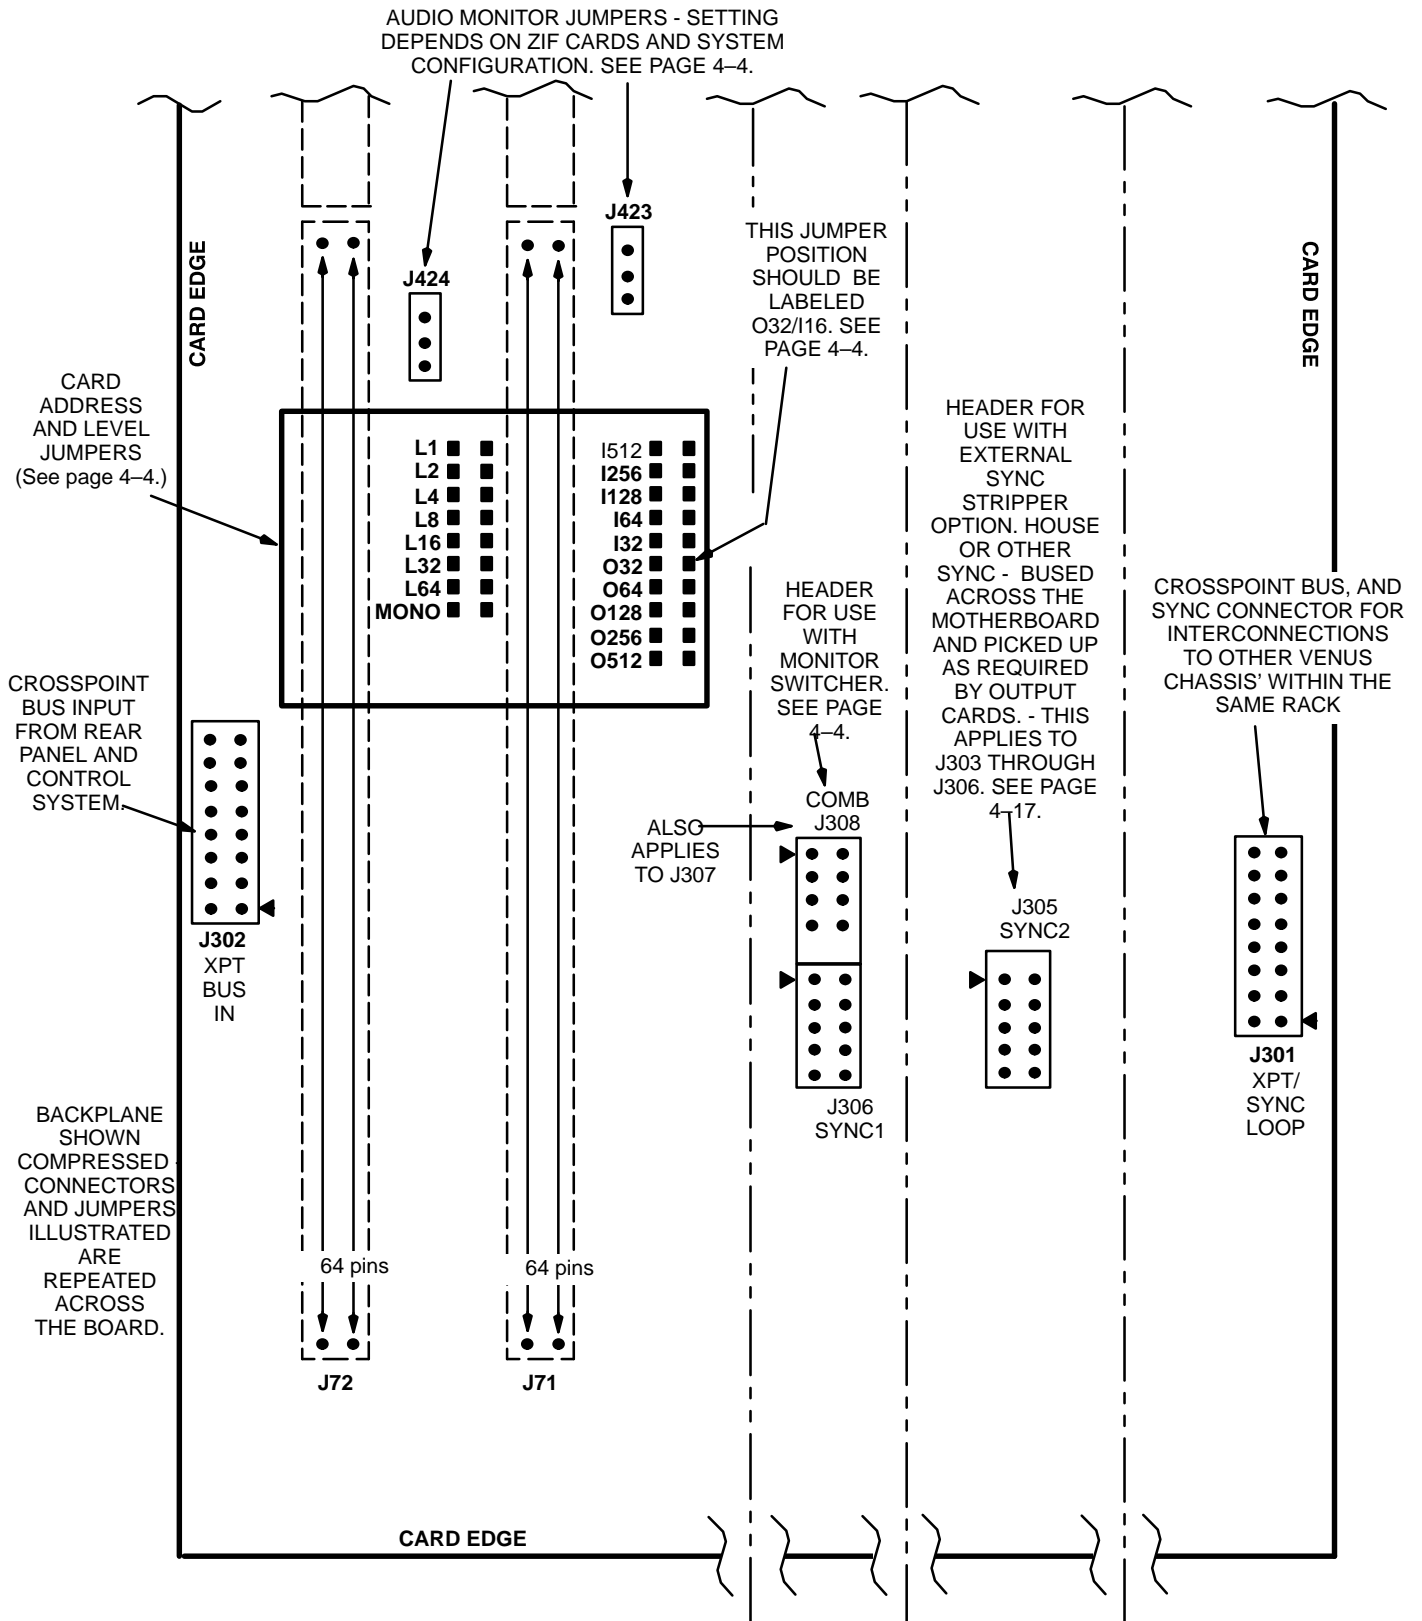 AUDIO MONITOR JUMPERS - SETTING
DEPENDS ON ZIF CARDS AND SYSTEM
CONFIGURATION. SEE PAGE 4–4.
J423
J424
CARD EDGE
THIS JUMPER
POSITION
SHOULD BE
LABELED
O32/I16. SEE
PAGE 4–4.
CARD EDGE
CARD
ADDRESS
AND LEVEL
JUMPERS
(See page 4–4.)
L1
L2
L4
L8
L16
L32
L64
MONO
I512
I256
I128
I64
I32
O32
O64
O128
O256
O512
HEADER FOR
USE WITH
EXTERNAL
SYNC
STRIPPER
OPTION. HOUSE
OR OTHER
SYNC - BUSED
ACROSS THE
MOTHERBOARD
AND PICKED UP
AS REQUIRED
BY OUTPUT
CARDS. - THIS
APPLIES TO
J303 THROUGH
J306. SEE PAGE
4–17.
HEADER
FOR USE
WITH
MONITOR
SWITCHER.
SEE PAGE
4–4.
CROSSPOINT BUS, AND
SYNC CONNECTOR FOR
INTERCONNECTIONS
TO OTHER VENUS
CHASSIS' WITHIN THE
SAME RACK
CROSSPOINT
BUS INPUT
FROM REAR
PANEL AND
CONTROL
SYSTEM.
COMB
J308
ALSO
APPLIES
TO J307
J305
SYNC2
J302
XPT
BUS
IN
J301
XPT/
SYNC
LOOP
J306
SYNC1
BACKPLANE
SHOWN
COMPRESSED -
CONNECTORS
AND JUMPERS
ILLUSTRATED
ARE
REPEATED
ACROSS
THE BOARD.
64 pins
64 pins
J72
J71
CARD EDGE